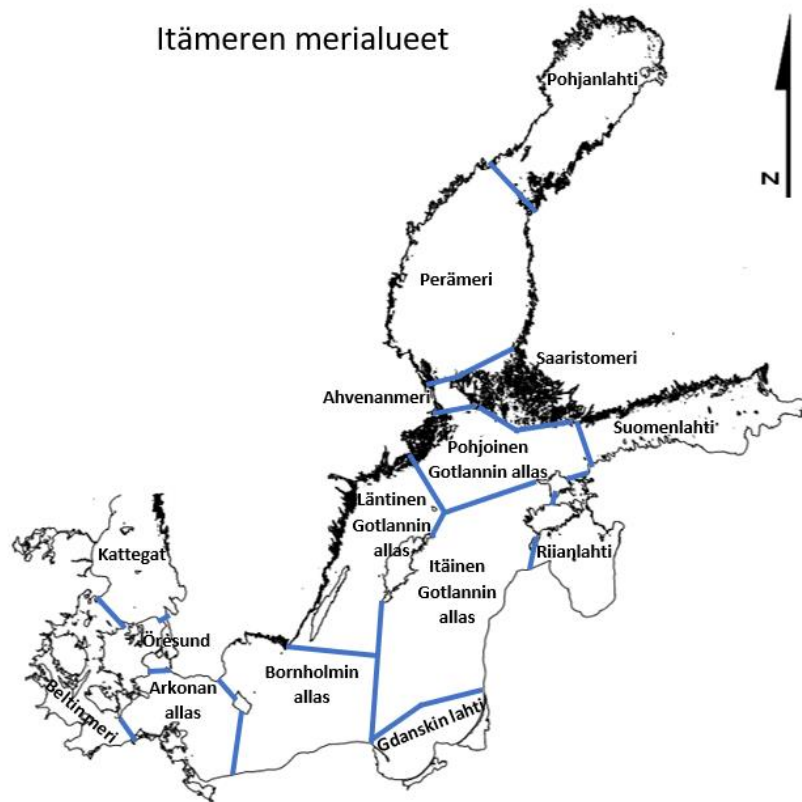 Itämeren merialueet
Pohjanlahti
N
Perämeri
Saaristomeri
Ahvenanmeri
Suomenlahti
Pohjoinen
Gotlannin allas
Läntinen
Gotlannin
allas
Kattegat
Riianlahti
Itäinen
Gotlannin
allas
Öresund
Bornholmin
allas
Beltinmeri
Arkonan
allas
Gdanskin lahti